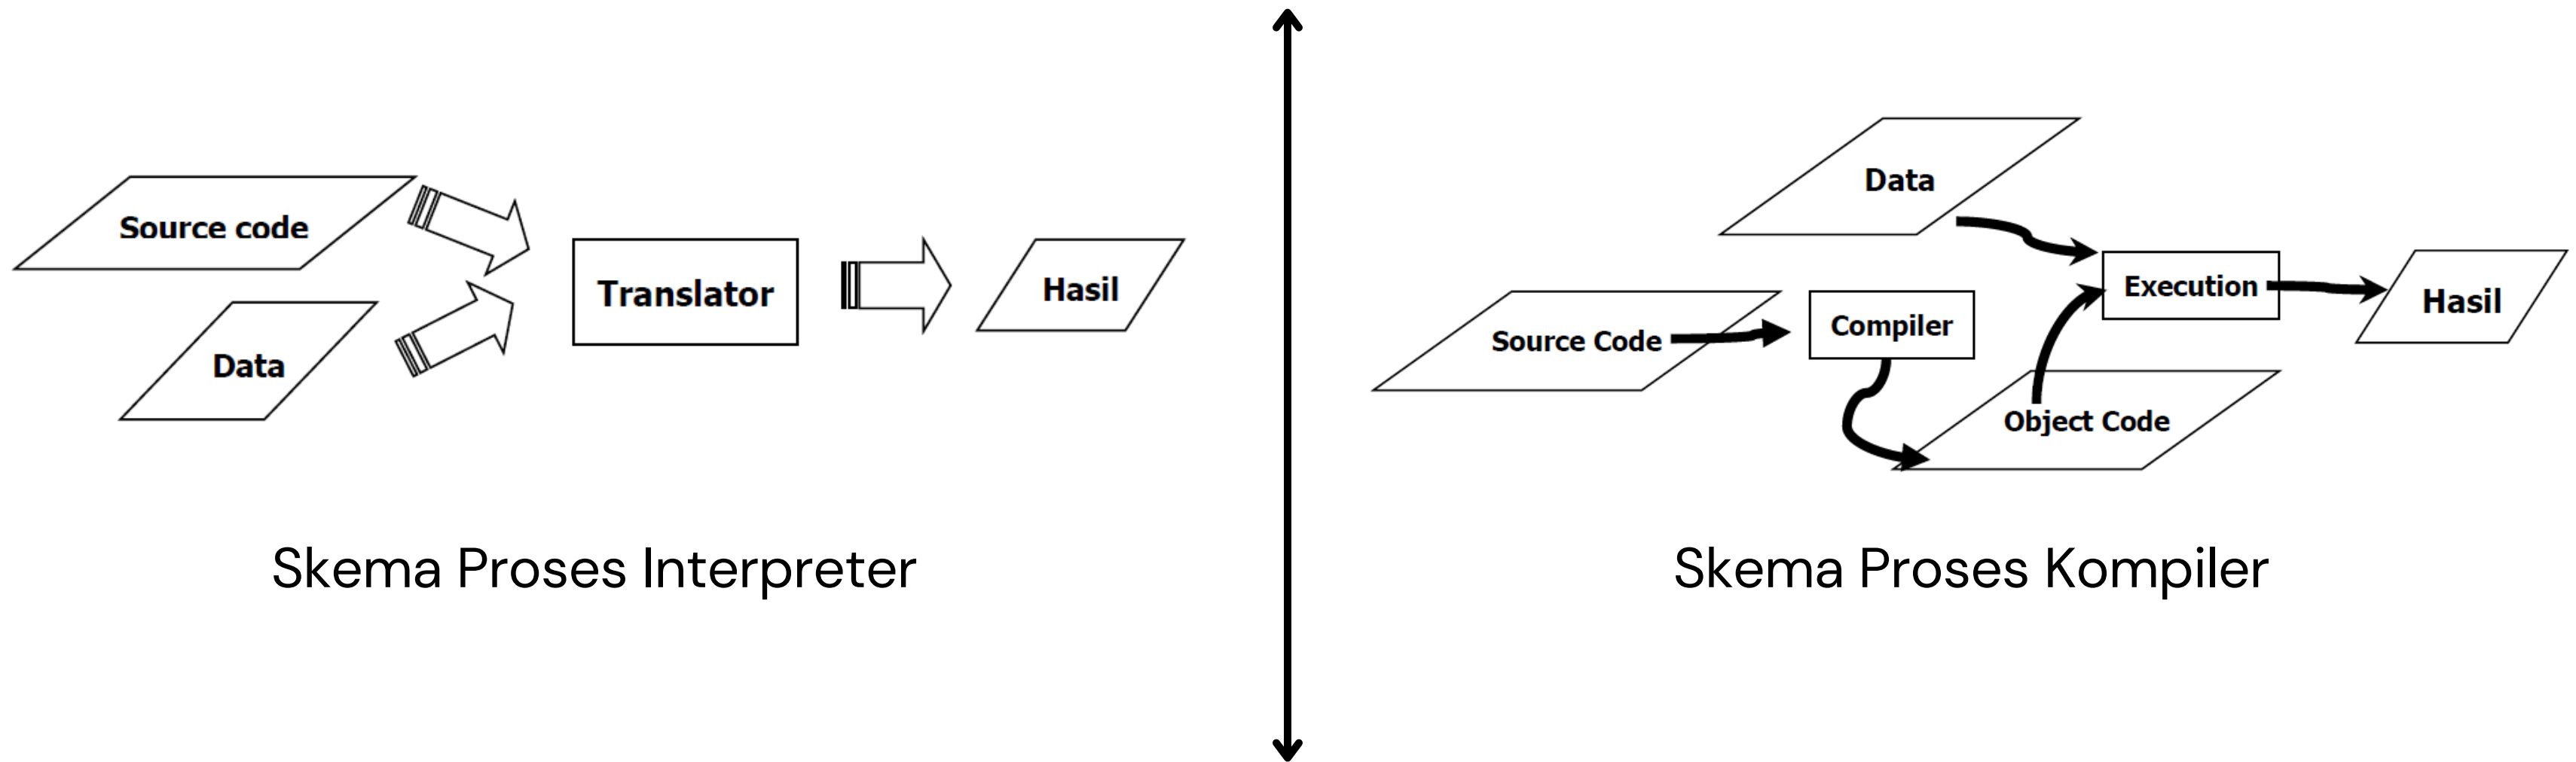 Source code
Data
Translator
Hasil
Skema Proses Interpreter
Data
Source Code
Compiler
Execution
Object Code
Hasil
Skema Proses Kompiler